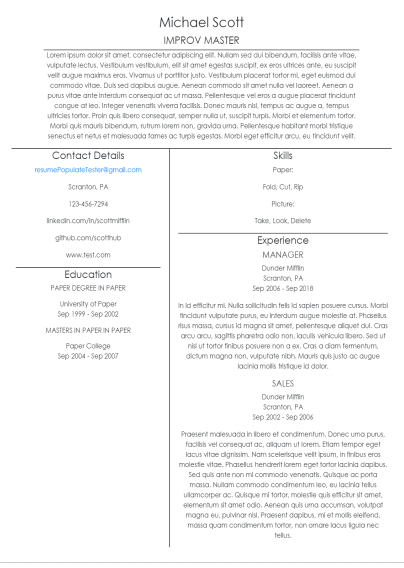 Michael Scott
IMPROV MASTER
Lorem ipsum dolor sit amet, consectetur adipiscing elit. Nullam sed dui bibendum, facilisis ante vitae,
vulputate lectus. Vestibulum vestibulum, elit sit amet egestas suscipit, ex eros ultrices ante, eu suscipit
velit augue maximus eros. Vivamus ut porttitor justo. Vestibulum placerat tortor mi, eget euismod dui
commodo vitae. Duis sed dapibus augue. Aenean commodo sit amet nulla vel laoreet. Aenean a
purus vitae ante interdum consequat ac ut massa. Pellentesque vel eros a augue placerat tincidunt
congue at leo. Integer venenatis viverra facilisis. Donec mauris nisl, tempus ac augue a, tempus
ultricies tortor. Proin quis libero consequat, semper nulla ut, suscipit turpis. Morbi et elementum tortor.
Morbi quis mauris bibendum, rutrum lorem non, gravida urna. Pellentesque habitant morbi tristique
senectus et netus et malesuada fames ac turpis egestas. Morbi eget efficitur arcu, eu tincidunt velit.
Contact Details
resumePopulateTester@gmail.com
Scranton, PA
123-456-7294
linkedin.com/in/scottmifflin
github.com/scotthub
www.test.com
Education
PAPER DEGREE IN PAPER
University of Paper
Sep 1999 - Sep 2002
MASTERS IN PAPER IN PAPER
Paper College
Sep 2004 - Sep 2007
Skills
Paper:
Fold, Cut, Rip
Picture:
Take, Look, Delete
Experience
MANAGER
Dunder Mifflin
Scranton, PA
Sep 2006 - Sep 2018
In id efficitur mi. Nulla sollicitudin felis id sapien posuere cursus. Morbi
tincidunt vulputate purus, eu interdum augue molestie at. Phasellus
risus massa, cursus id magna sit amet, pellentesque aliquet dui. Cras
arcu arcu, sagittis pharetra odio non, iaculis vehicula libero. Sed ut
nisl ut tortor finibus posuere non a ex. Cras a diam fermentum,
dictum magna non, vulputate nibh. Mauris quis justo ac augue
lacinia mollis tristique id dolor.
SALES
Dunder Mifflin
Scranton, PA
Sep 2002 - Sep 2006
Praesent malesuada in libero et condimentum. Donec urna purus,
facilisis vel consequat ac, aliquam ut lorem. Etiam tempor eget
lacus vitae dignissim. Nam scelerisque velit ipsum, in finibus eros
molestie vitae. Phasellus hendrerit lorem eget tortor lacinia dapibus.
Sed quis ante non mi commodo venenatis. Quisque ac porta
massa. Nullam commodo condimentum leo, eu lacinia tellus
ullamcorper ac. Quisque mi tortor, molestie quis efficitur sit amet,
elementum sit amet odio. Aenean quis urna accumsan, volutpat
magna eu, pulvinar nisl. Praesent dapibus, mi et mollis eleifend,
massa quam condimentum tortor, non ornare lacus ligula nec
tellus.